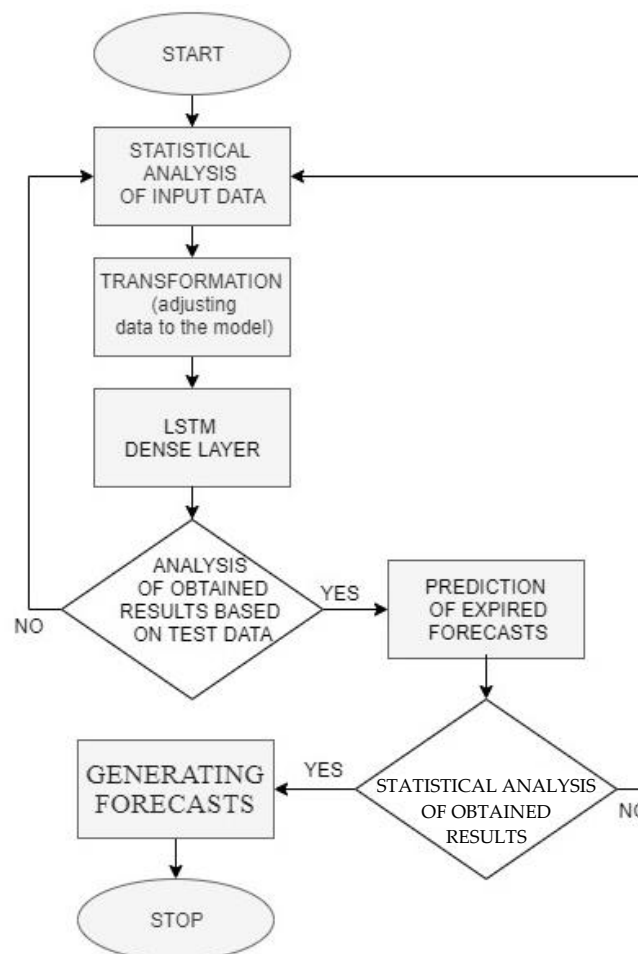 START
STATISTICAL
ANALYSIS
OF INPUT DATA
TRANSFORMATION
(adjusting
data to the model)
LSTM
DENSE LAYER
ANALYSIS
OF OBTAINED
RESULTS BASED
ON TEST DATA
NO
YES
PREDICTION
OF EXPIRED
FORECASTS
STATISTICAL ANALYSIS
OF OBTAINED
RESULTS
NO
YES
GENERATING
FORECASTS
STOP